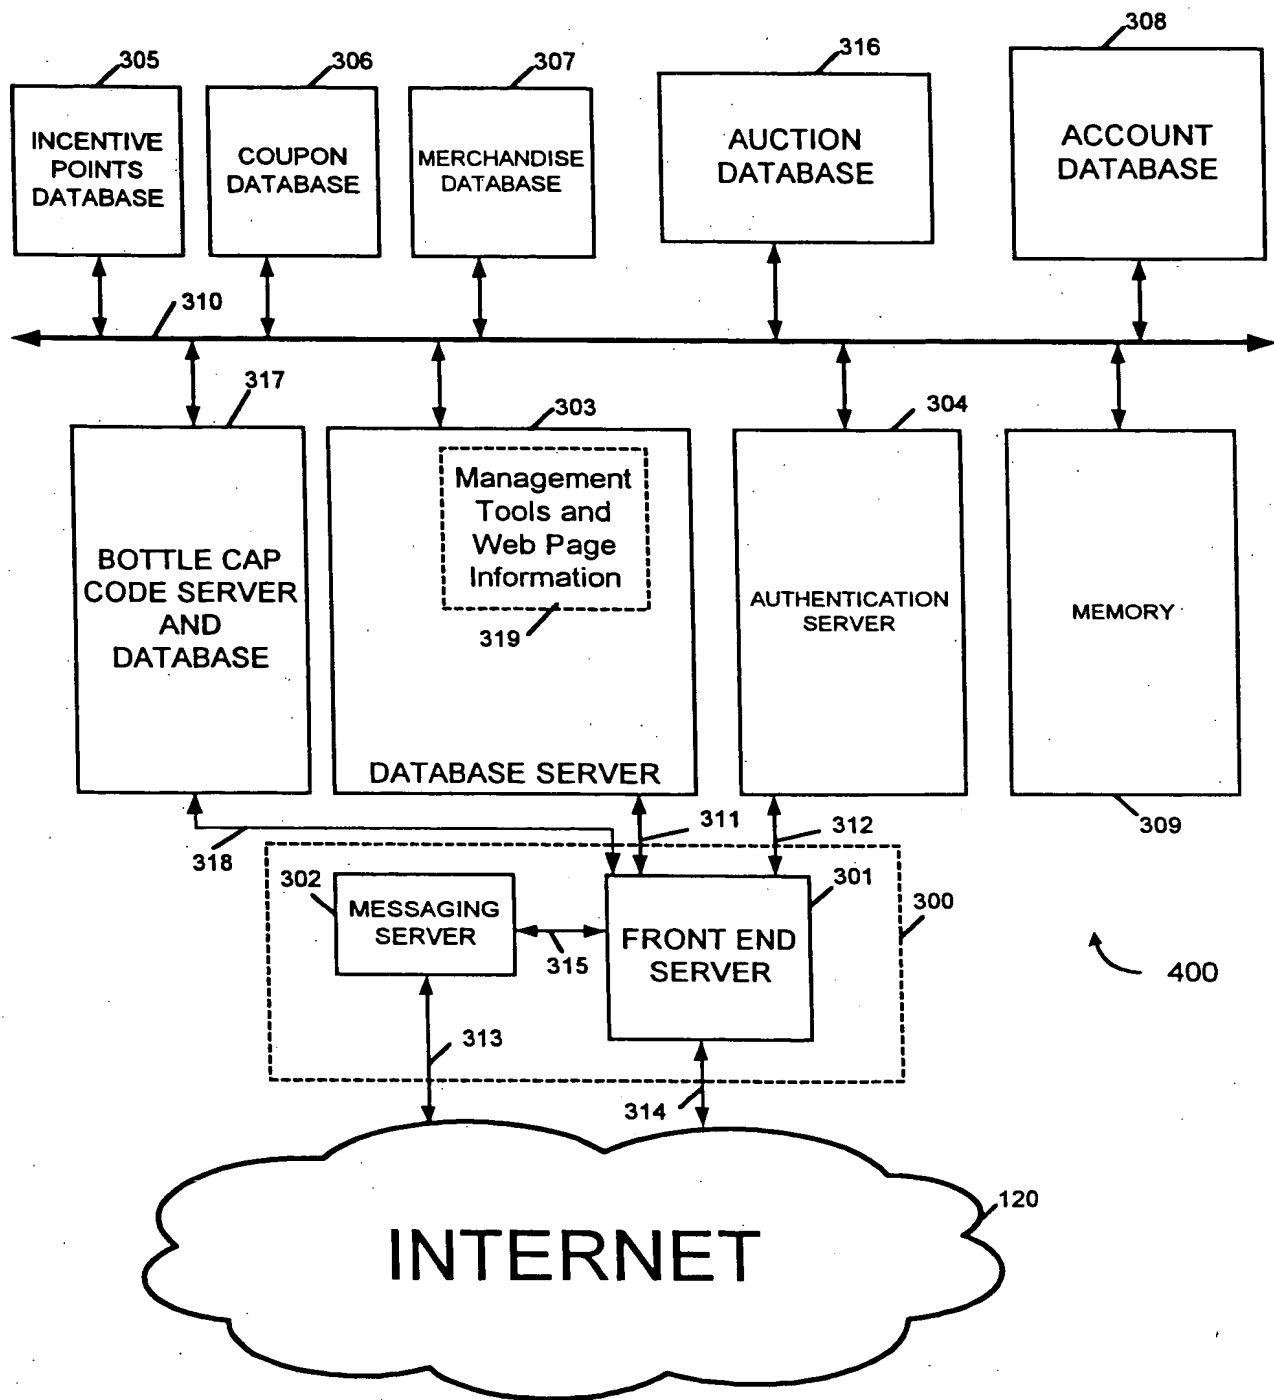 305
306
307
316
308
INCENTIVE
POINTS
DATABASE
COUPON
DATABASE
MERCHANDISE
DATABASE
AUCTION
DATABASE
ACCOUNT
DATABASE
310
317
303
304
BOTTLE CAP
CODE SERVER
AND
DATABASE
Management
Tools and
Web Page
Information
319
DATABASE SERVER
AUTHENTICATION
SERVER
MEMORY
318
311
312
309
302
301
300
MESSAGING
SERVER
315
FRONT END
SERVER
400
313
314
120
INTERNET